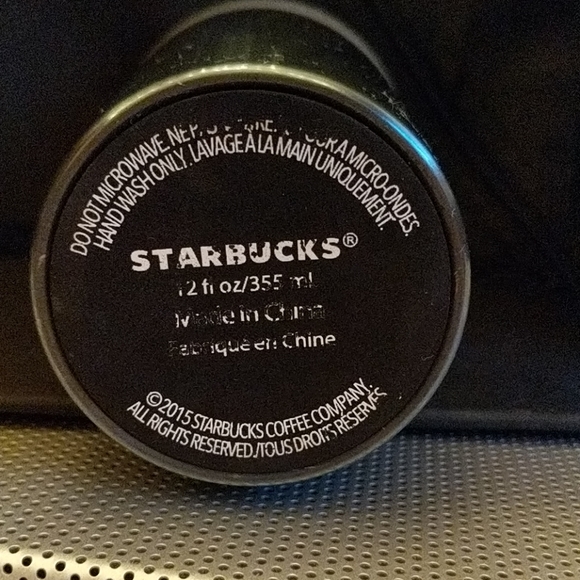 DO NOT MICROWAVE. FOUR À MICRO-ONDES.
HAND WASH ONLY. LAVAGE À LA MAIN UNIQUEMENT.
STARBUCKS®
12 fl oz/355 ml
Made in China
Fabriqué en Chine
©2015 STARBUCKS COFFEE COMPANY.
ALL RIGHTS RESERVED./TOUS DROITS RÉSERVÉS.